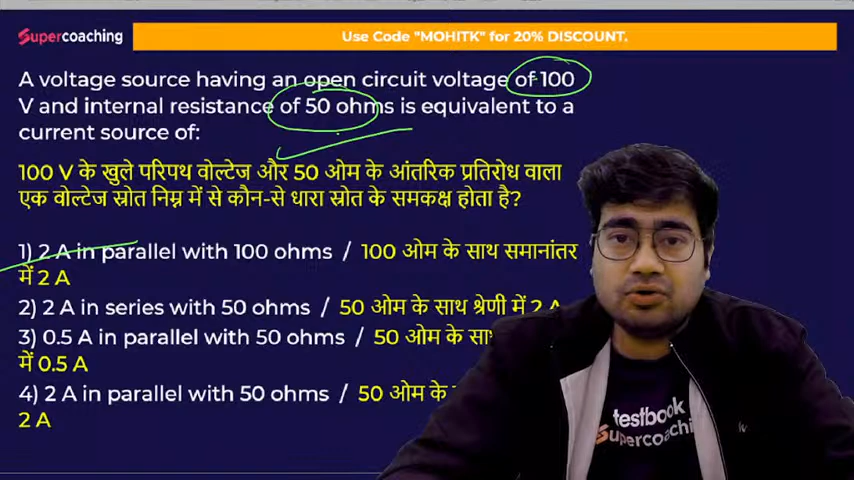 Supercoaching
Use Code "MOHITK" for 20% DISCOUNT.
A voltage source having an open circuit voltage of 100
V and internal resistance of 50 ohms is equivalent to a
current source of:
100 V के खुले परिपथ वोल्टेज और 50 ओम के आंतरिक प्रतिरोध वाला
एक वोल्टेज स्रोत निम्न में से कौन-से धारा स्रोत के समकक्ष होता है?
1) 2 A in parallel with 100 ohms / 100 ओम के साथ समानांतर
में 2 A
2) 2 A in series with 50 ohms / 50 ओम के साथ श्रेणी में 2 A
3) 0.5 A in parallel with 50 ohms / 50 ओम के
में 0.5 A
4) 2 A in parallel with 50 ohms / 50 ओम के
2 A
testbook
Supercoachi